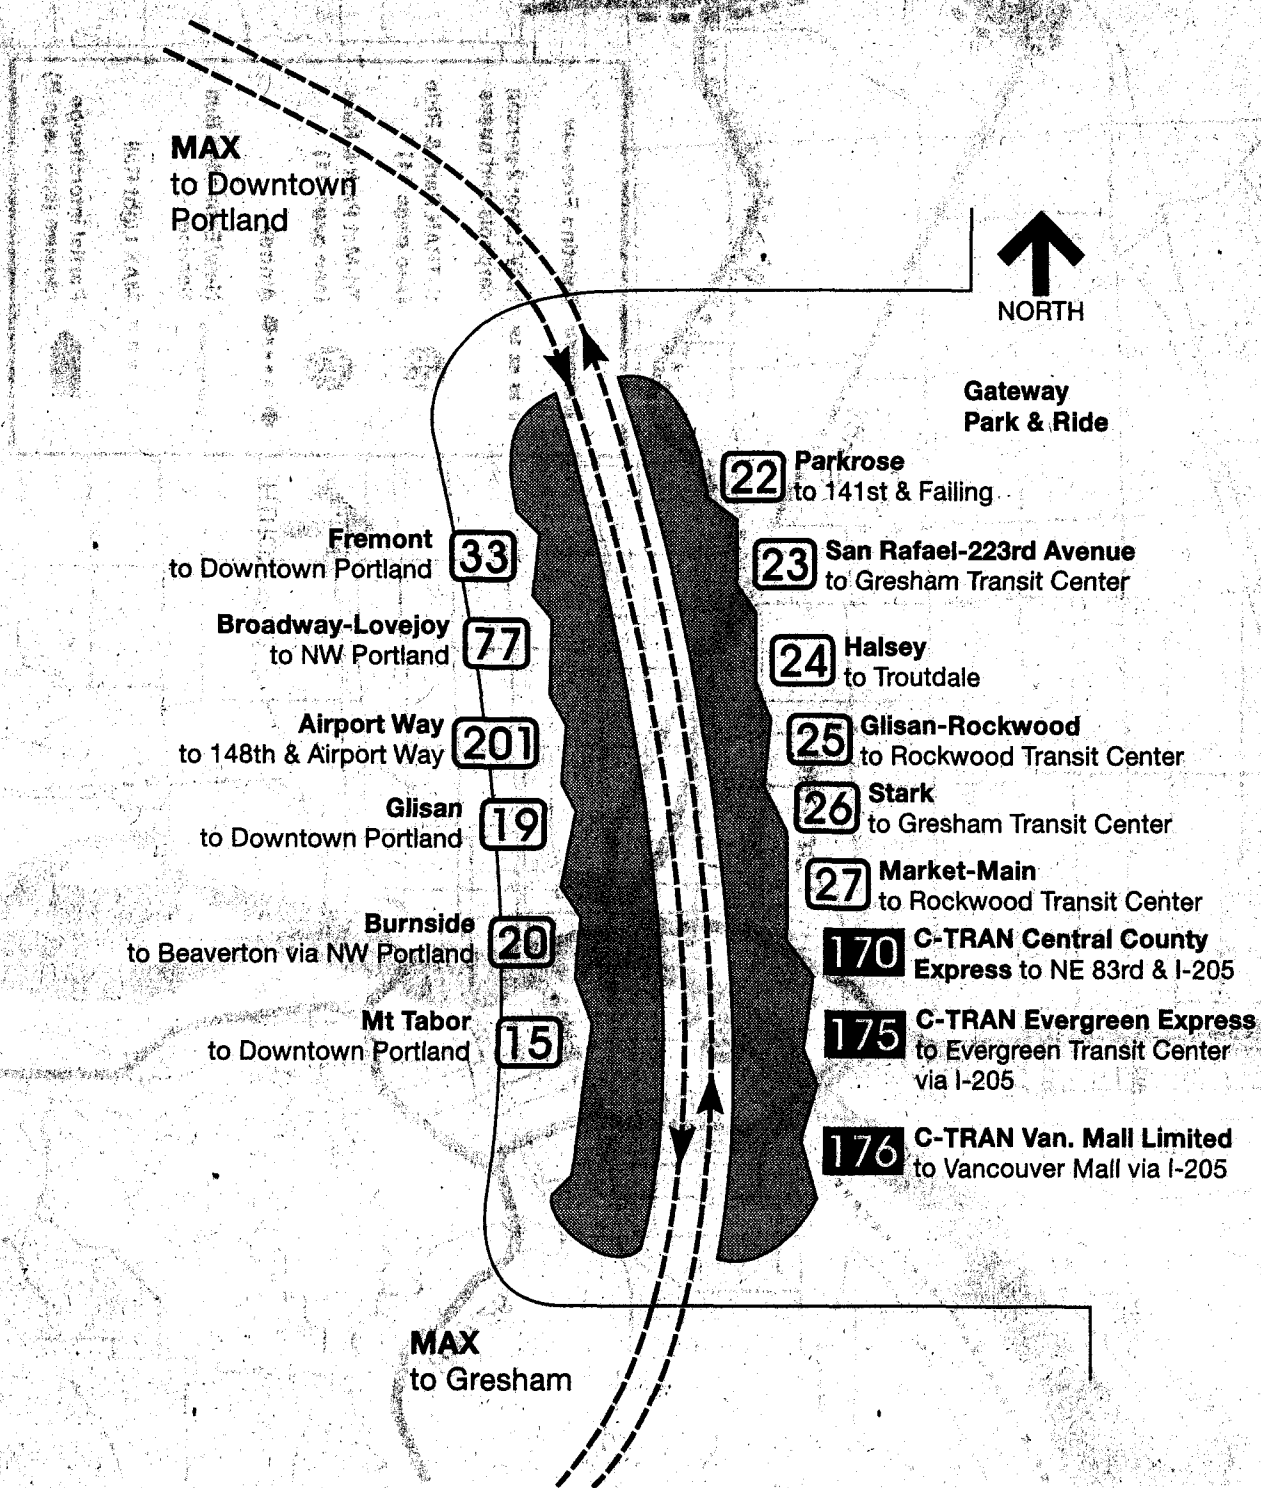 MAX
to Downtown
Portland
NORTH
Gateway
Park & Ride
22 Parkrose
to 141st & Failing
Fremont
to Downtown Portland 33
23 San Rafael-223rd Avenue
to Gresham Transit Center
Broadway-Lovejoy
to NW Portland 77
24 Halsey
to Troutdale
Airport Way
to 148th & Airport Way 201
25 Glisan-Rockwood
to Rockwood Transit Center
Glisan
to Downtown Portland 19
26 Stark
to Gresham Transit Center
27 Market-Main
to Rockwood Transit Center
Burnside
to Beaverton via NW Portland 20
170 C-TRAN Central County
Express to NE 83rd & I-205
Mt Tabor
to Downtown Portland 15
175 C-TRAN Evergreen Express
to Evergreen Transit Center
via I-205
176 C-TRAN Van. Mall Limited
to Vancouver Mall via I-205
MAX
to Gresham